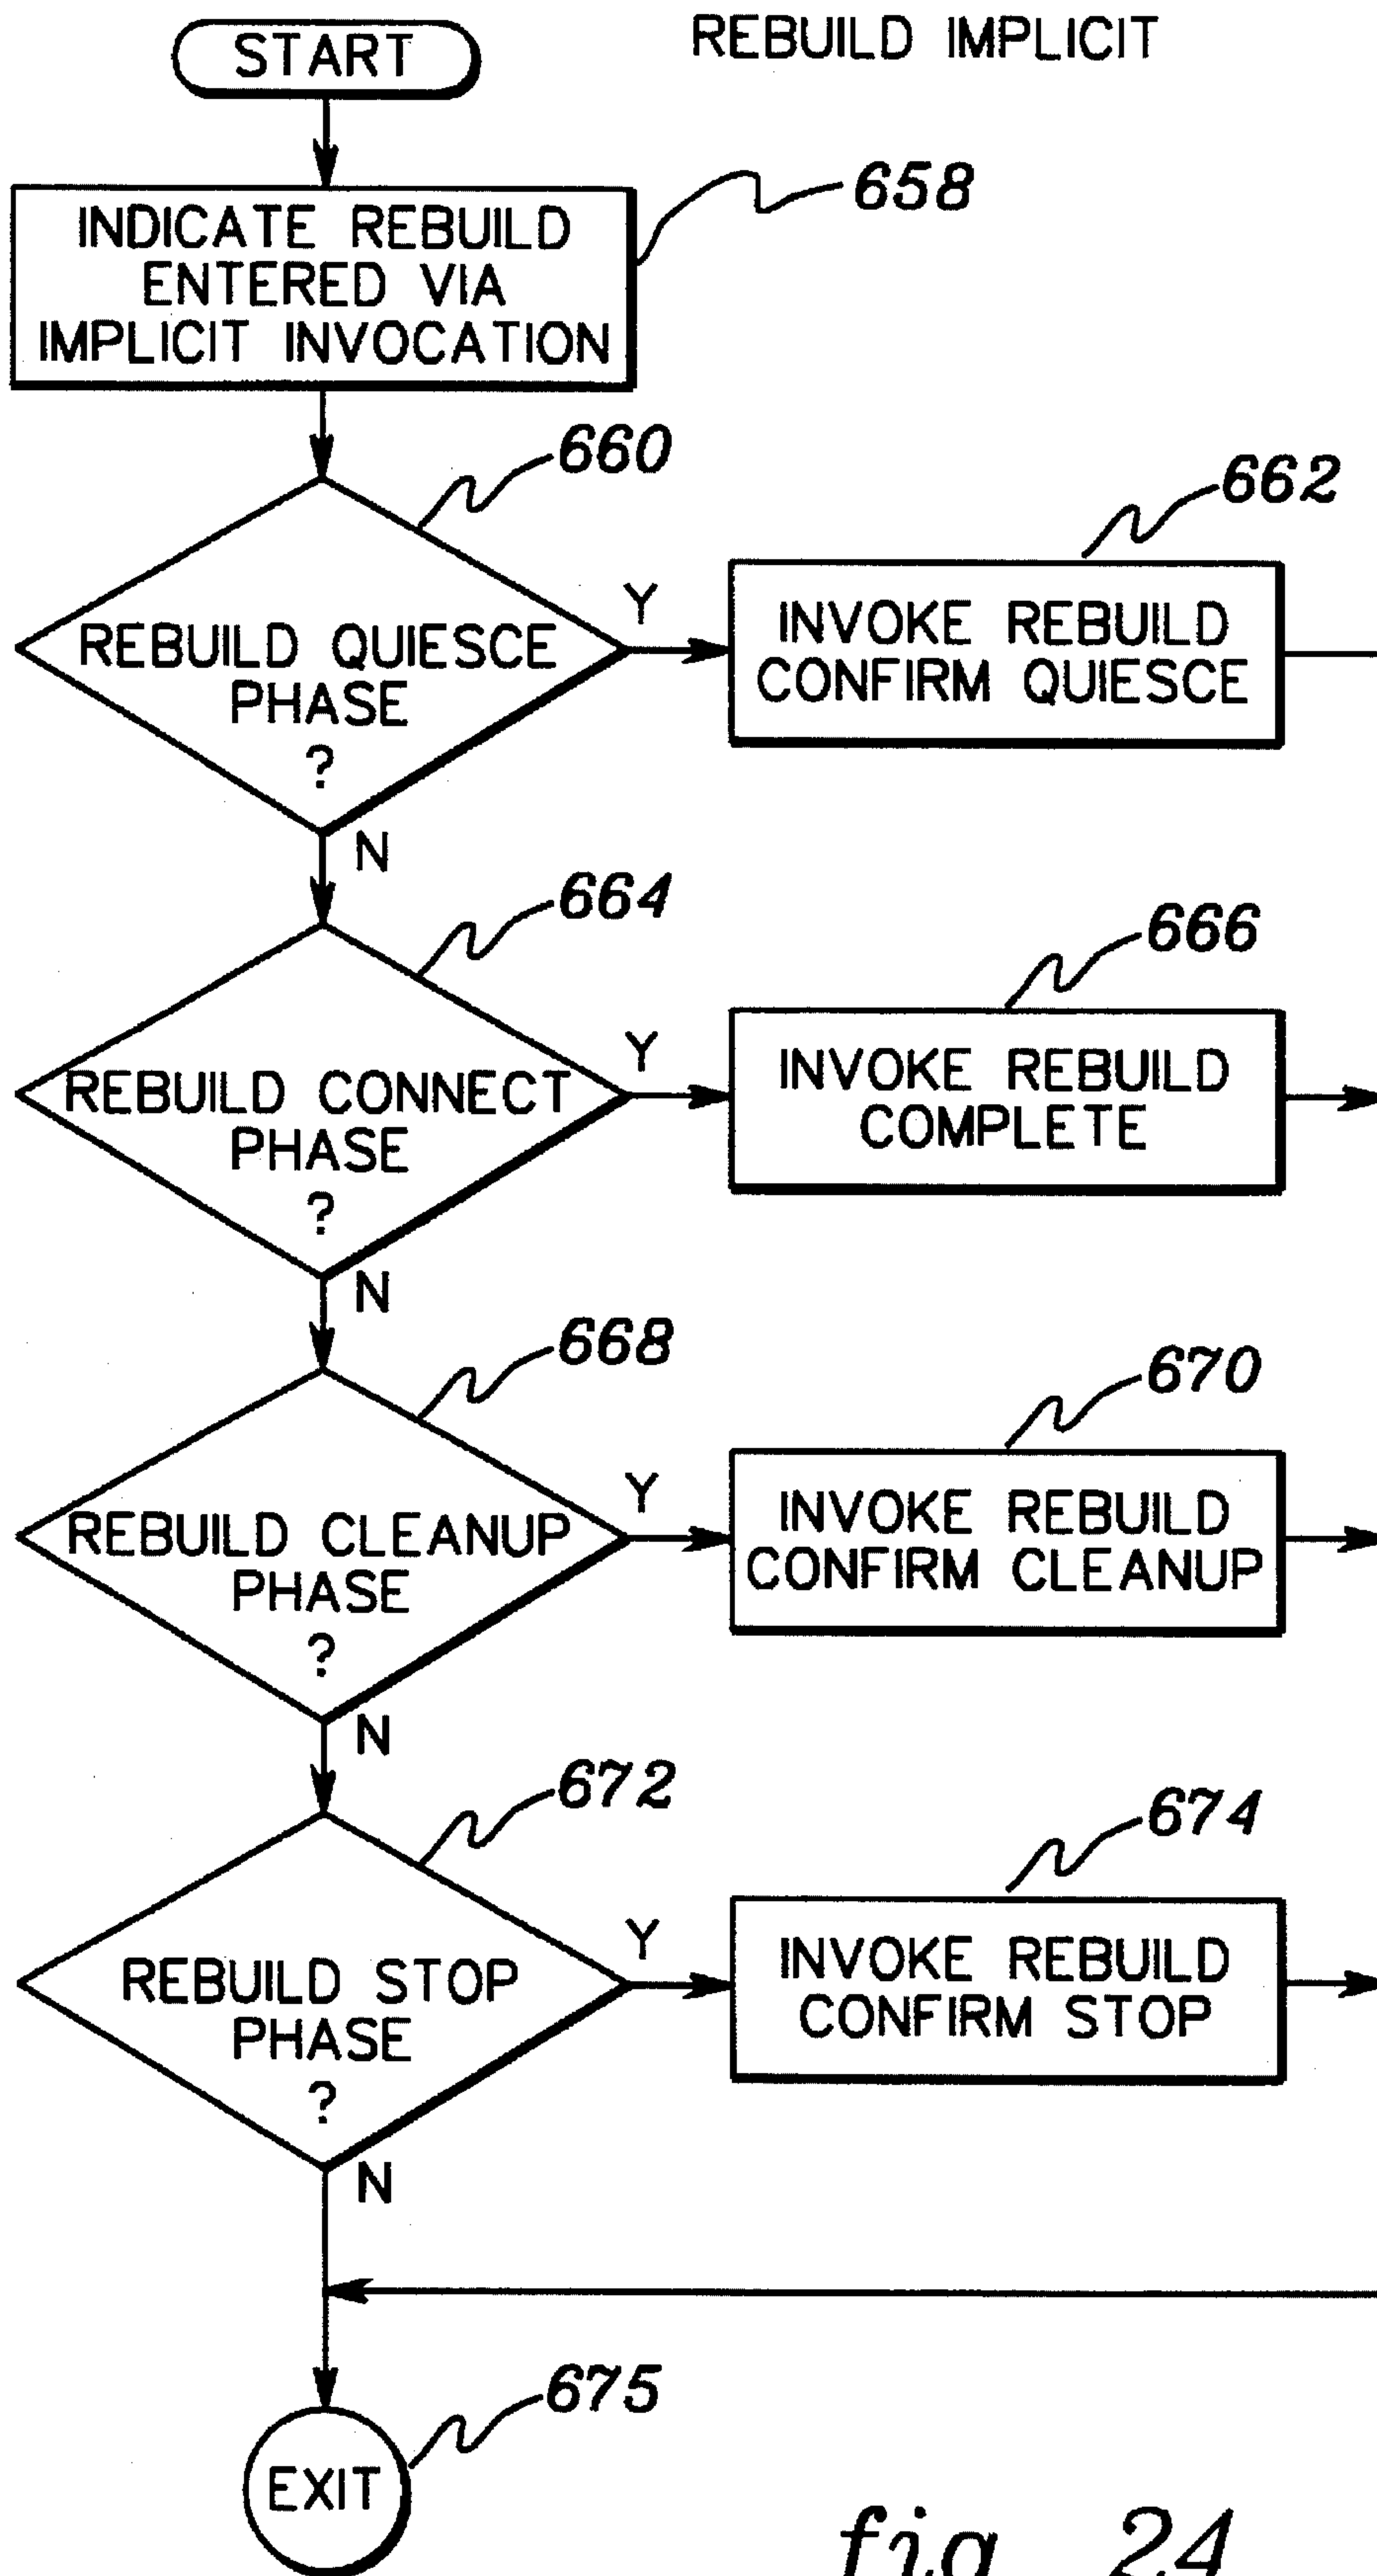 REBUILD IMPLICIT
START
658
INDICATE REBUILD
ENTERED VIA
IMPLICIT INVOCATION
660
662
REBUILD QUIESCE
PHASE
?
Y
N
INVOKE REBUILD
CONFIRM QUIESCE
664
666
REBUILD CONNECT
PHASE
?
Y
N
INVOKE REBUILD
COMPLETE
668
670
REBUILD CLEANUP
PHASE
?
Y
N
INVOKE REBUILD
CONFIRM CLEANUP
672
674
REBUILD STOP
PHASE
?
Y
N
INVOKE REBUILD
CONFIRM STOP
675
EXIT
fig 24